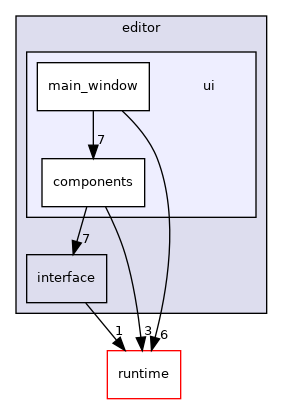 editor
main_window
ui
7
components
7
interface
1
3
6
runtime